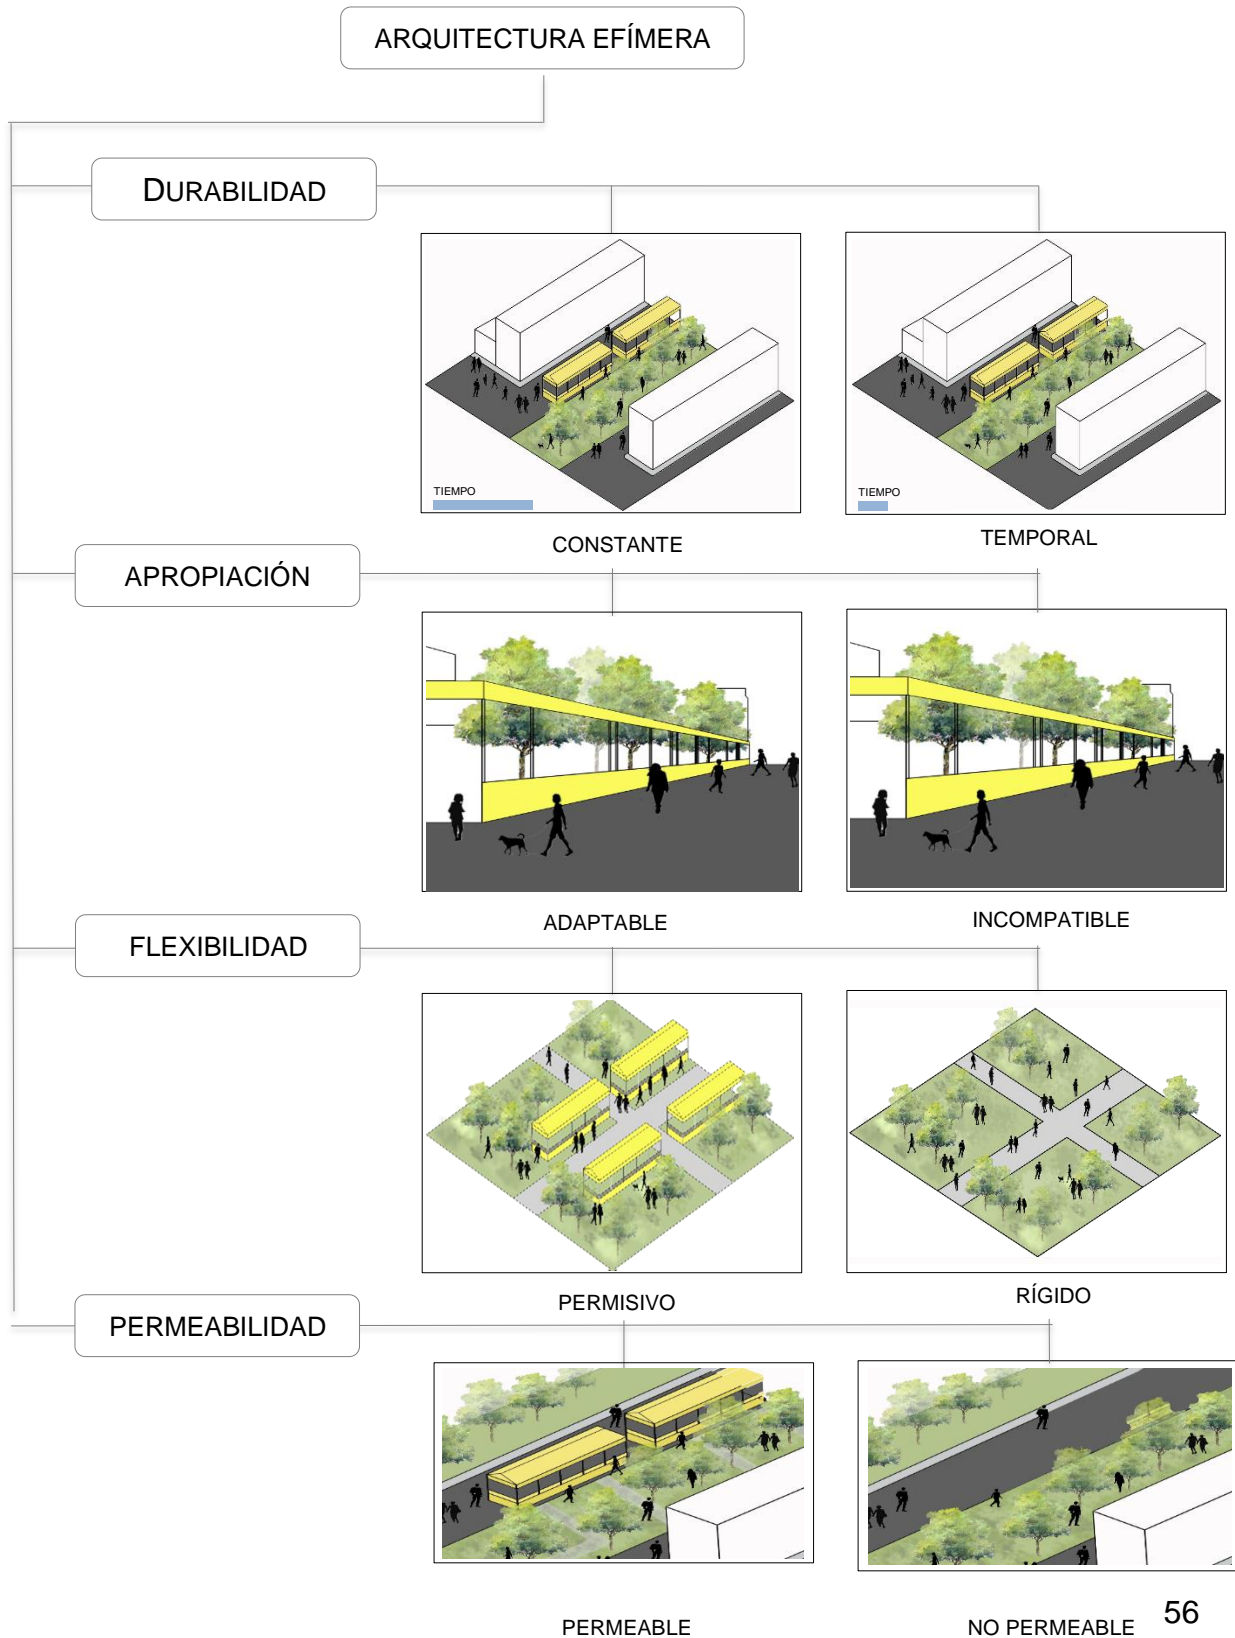 ARQUITECTURA EFÍMERA
DURABILIDAD
TIEMPO
TIEMPO
CONSTANTE
TEMPORAL
APROPIACIÓN
ADAPTABLE
INCOMPATIBLE
FLEXIBILIDAD
PERMISIVO
RÍGIDO
PERMEABILIDAD
PERMEABLE
NO PERMEABLE
56